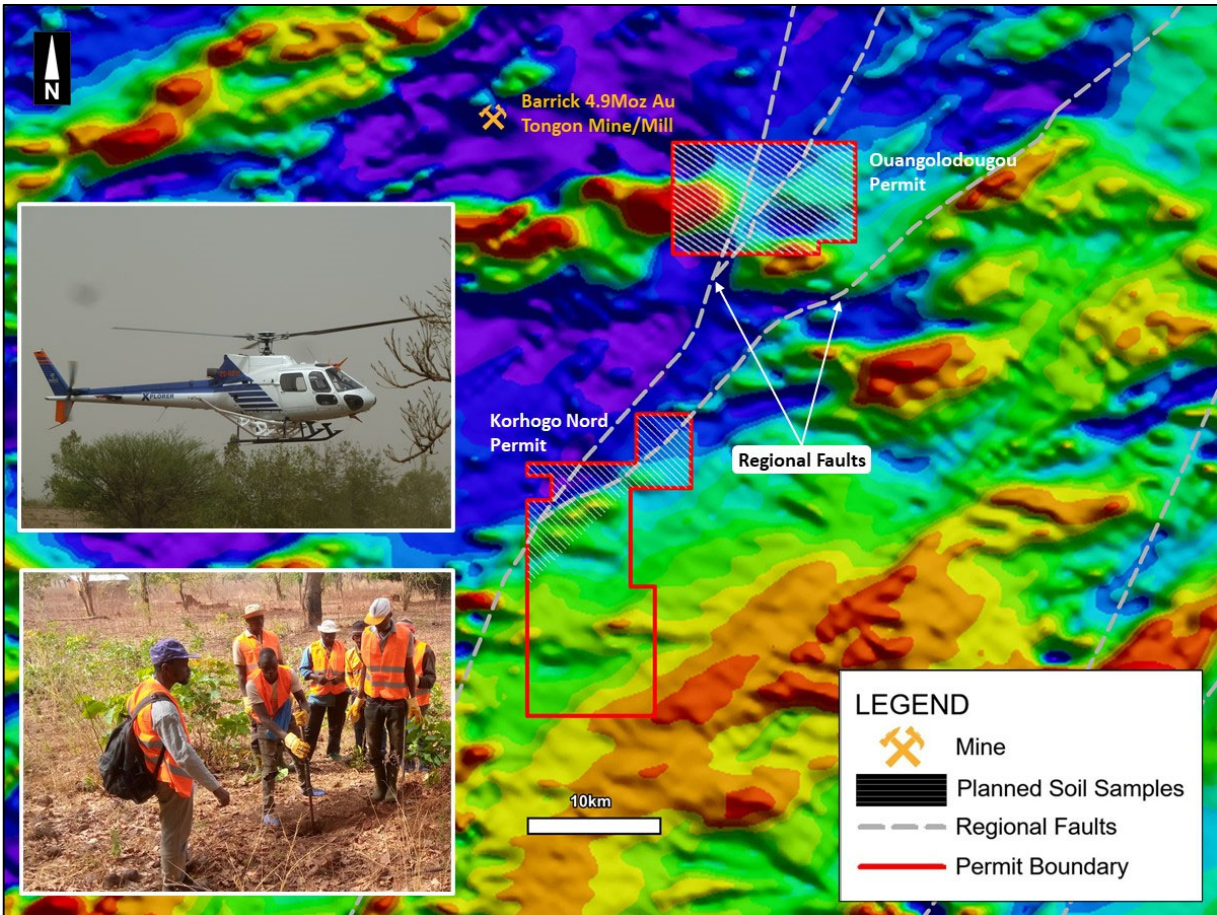 N
Barrick 4.9Moz Au
Tongon Mine/Mill
Ouangolodougou
Permit
XPLORER
Korhogo Nord
Permit
Regional Faults
10km
LEGEND
Mine
Planned Soil Samples
Regional Faults
Permit Boundary